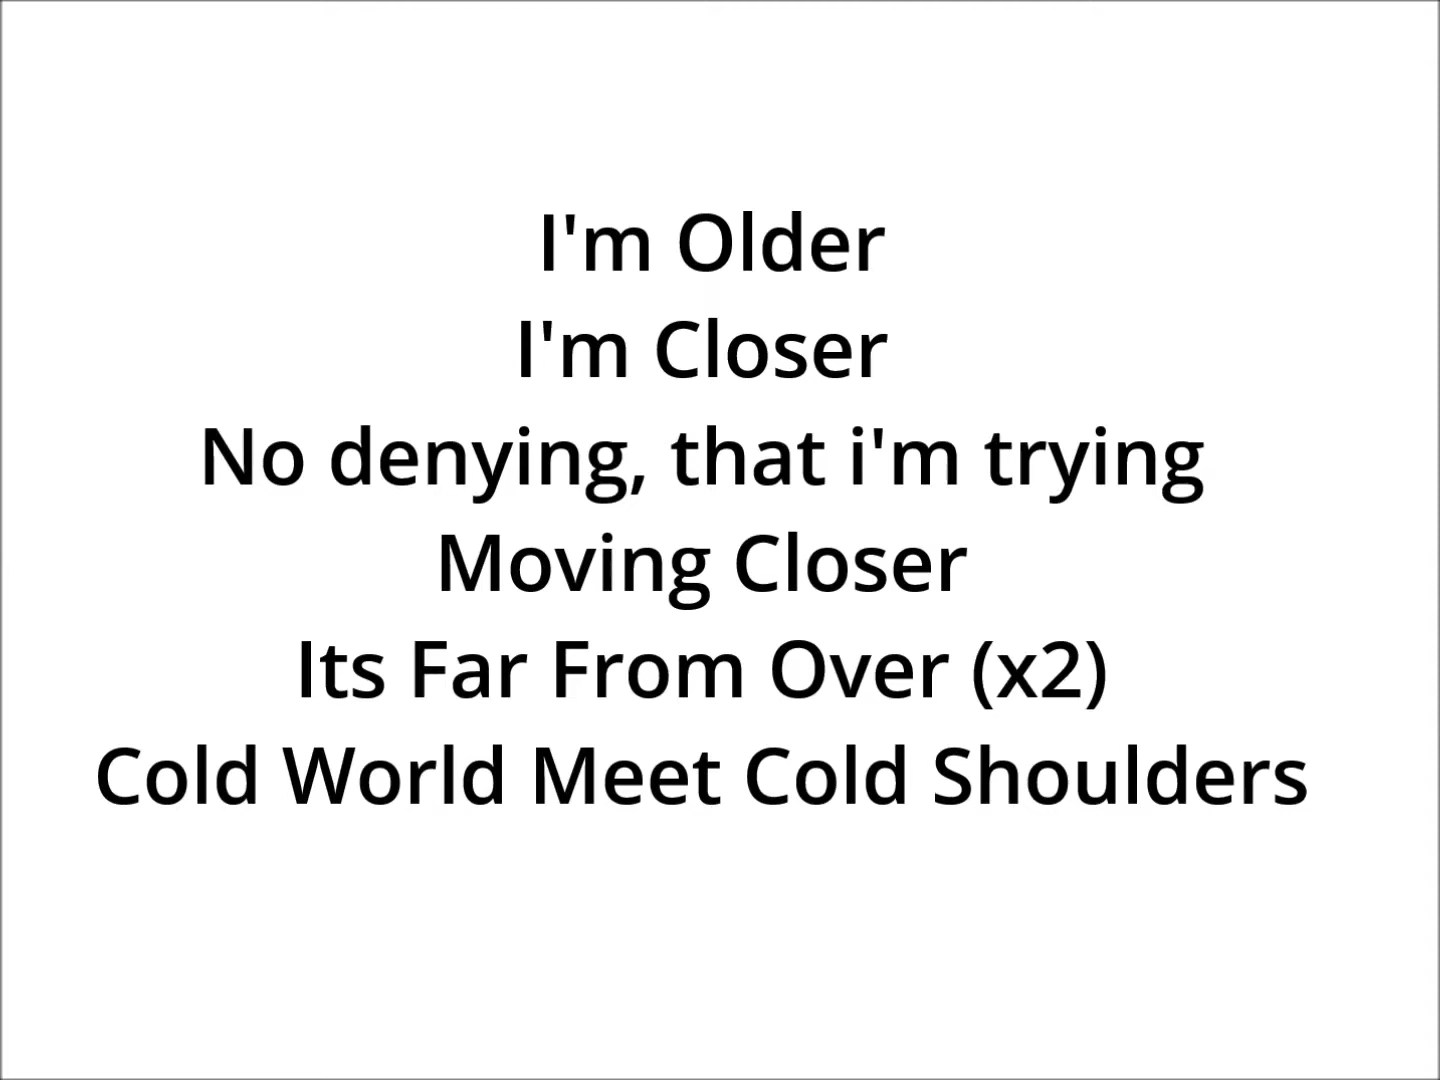 I'm Older
I'm Closer
No denying, that i'm trying
Moving Closer
Its Far From Over (x2)
Cold World Meet Cold Shoulders